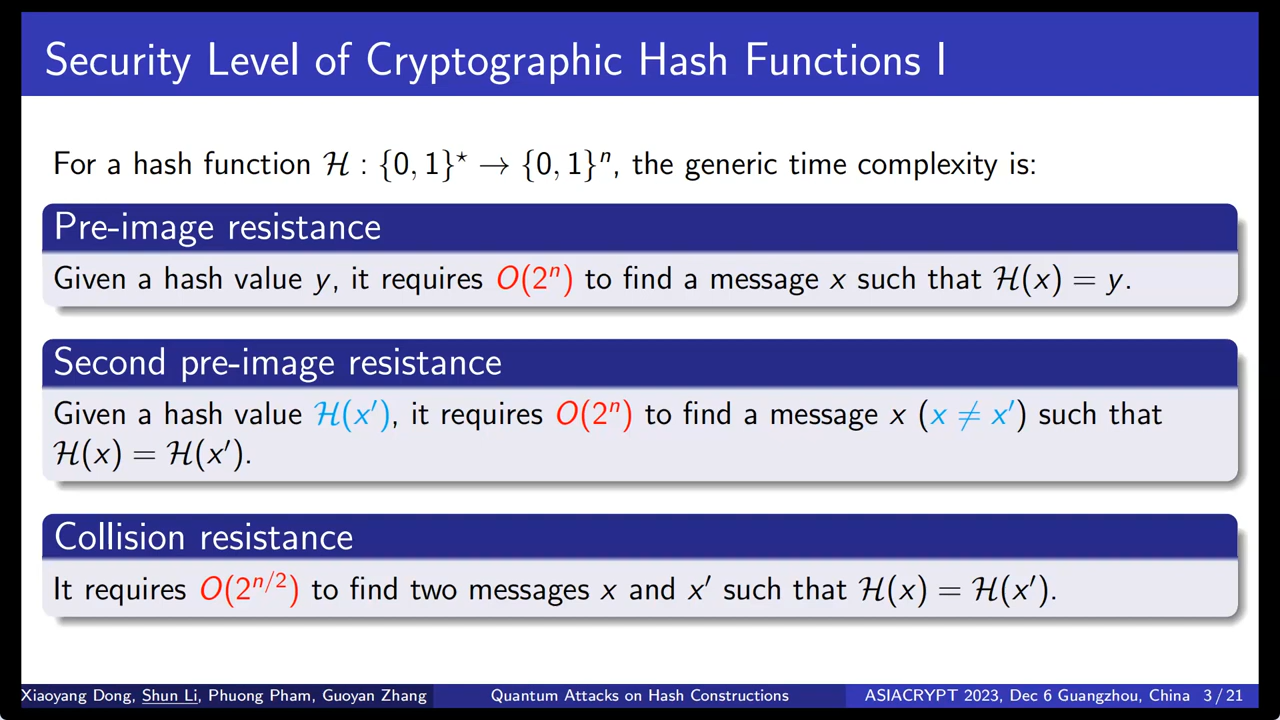 Security Level of Cryptographic Hash Functions I
For a hash function ℋ : {0, 1}⋆ → {0, 1}ⁿ, the generic time complexity is:
Pre-image resistance
Given a hash value y, it requires O(2ⁿ) to find a message x such that ℋ(x) = y.
Second pre-image resistance
Given a hash value ℋ(x′), it requires O(2ⁿ) to find a message x (x ≠ x′) such that
ℋ(x) = ℋ(x′).
Collision resistance
It requires O(2^{n/2}) to find two messages x and x′ such that ℋ(x) = ℋ(x′).
Xiaoyang Dong, Shun Li, Phuong Pham, Guoyan Zhang Quantum Attacks on Hash Constructions ASIACRYPT 2023, Dec 6 Guangzhou, China 3 / 21